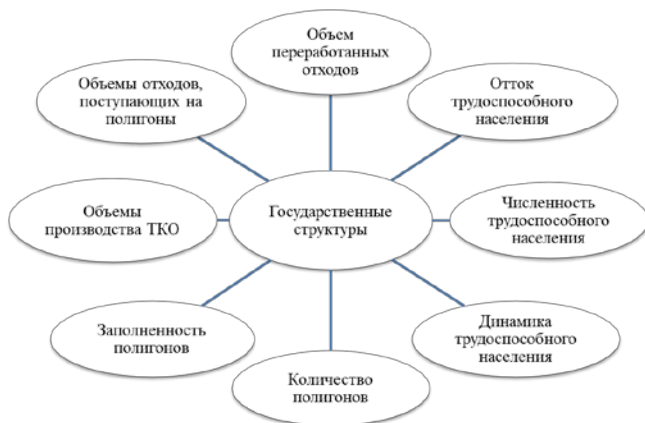 Объем
переработанных
отходов
Объемы отходов,
поступающих на
полигоны
Отток
трудоспособного
населения
Объемы
производства ТКО
Государственные
структуры
Численность
трудоспособного
населения
Заполненность
полигонов
Динамика
трудоспособного
населения
Количество
полигонов